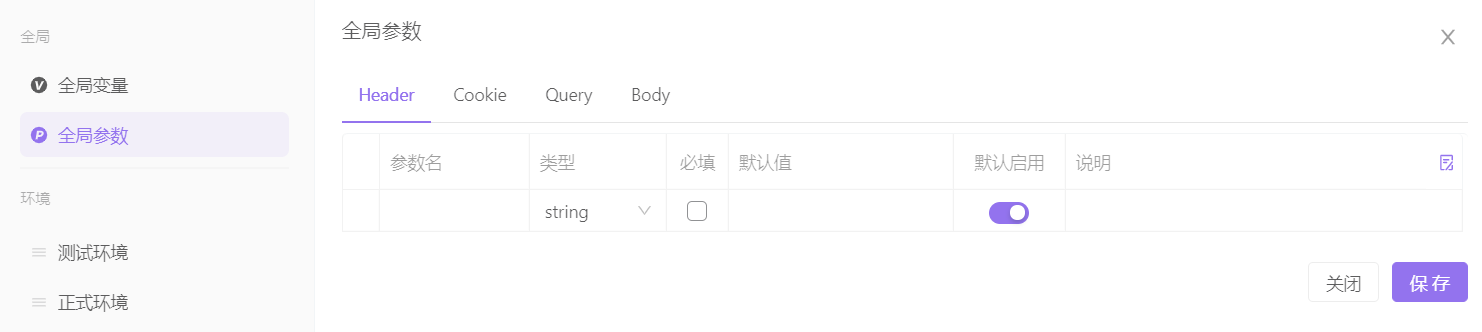 全局
全局变量
全局参数
环境
测试环境
正式环境
全局参数
Header Cookie Query Body
参数名 类型 必填 默认值 默认启用 说明
string
关闭 保存